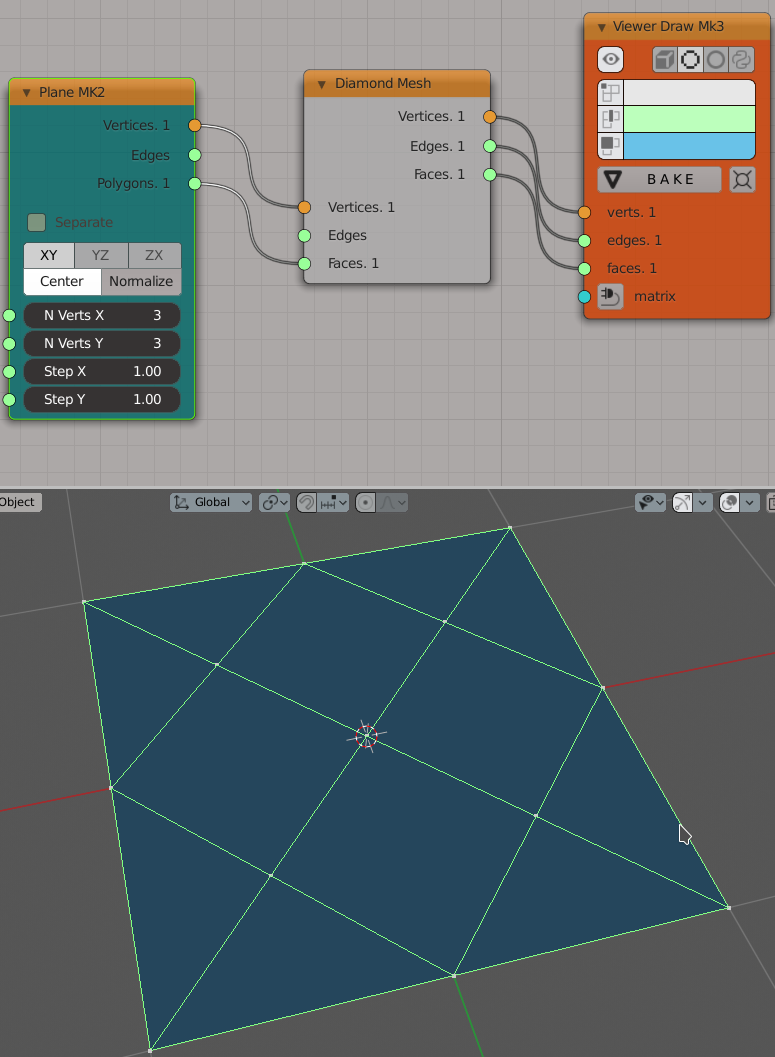 Plane MK2
Vertices. 1
Edges
Polygons. 1
Separate
XY YZ ZX
Center Normalize
N Verts X 3
N Verts Y 3
Step X 1.00
Step Y 1.00
Diamond Mesh
Vertices. 1
Edges. 1
Faces. 1
Vertices. 1
Edges
Faces. 1
Viewer Draw Mk3
BAKE
verts. 1
edges. 1
faces. 1
matrix
Object Global